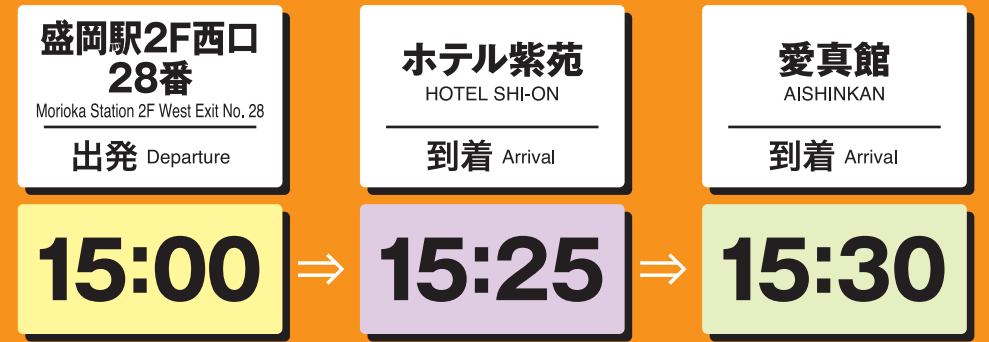 盛岡駅2F西口
28番
Morioka Station 2F West Exit No. 28
出発 Departure
15:00
⇒
ホテル紫苑
HOTEL SHI-ON
到着 Arrival
15:25
⇒
愛真館
AISHINKAN
到着 Arrival
15:30